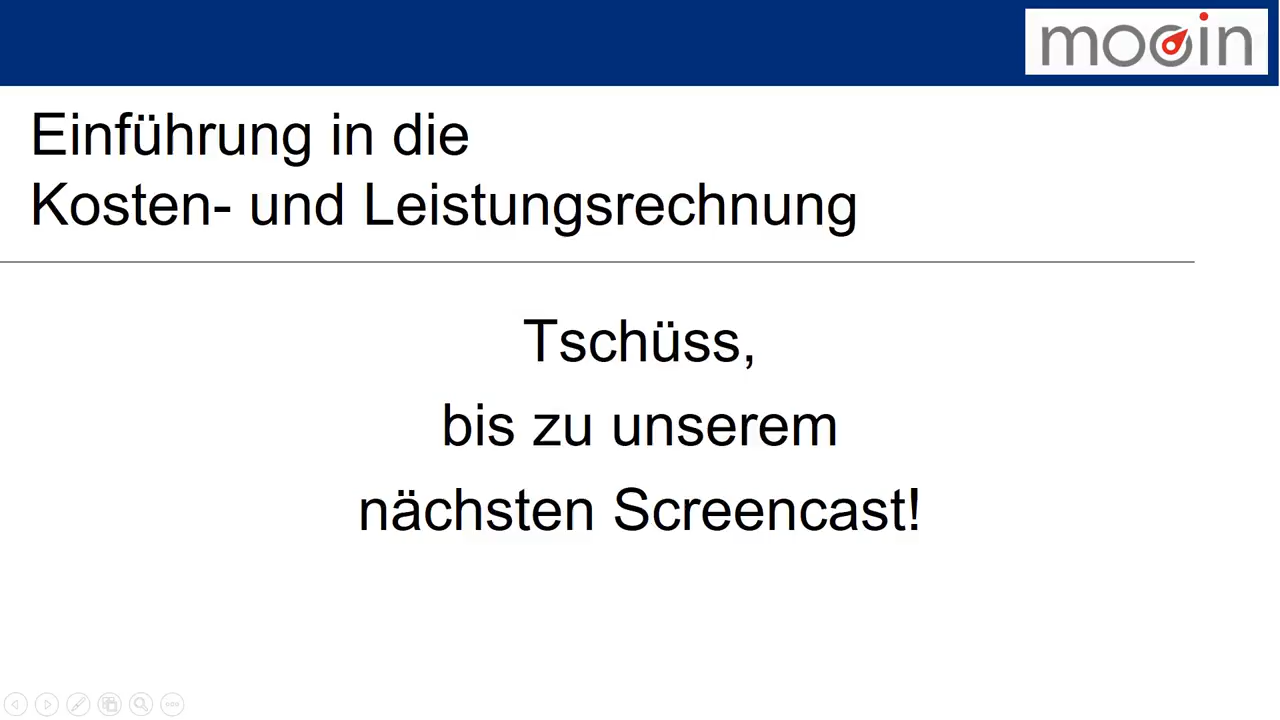 mooin
Einführung in die
Kosten- und Leistungsrechnung
Tschüss,
bis zu unserem
nächsten Screencast!